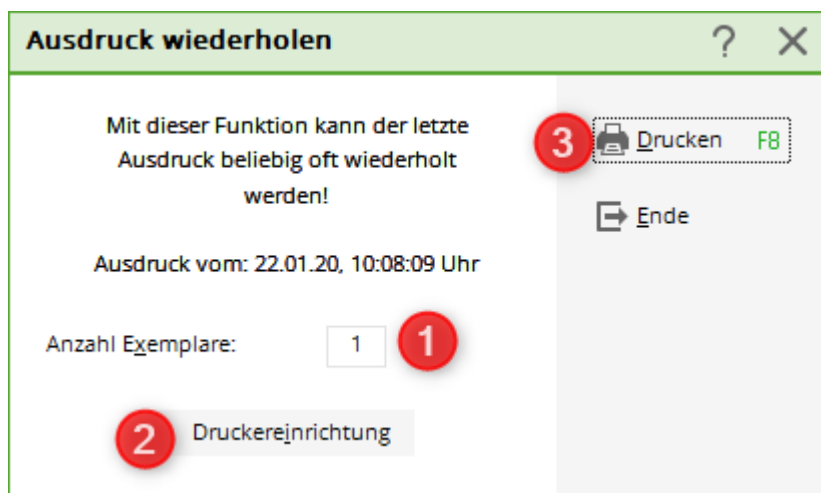 Ausdruck wiederholen ?
Mit dieser Funktion kann der letzte
Ausdruck beliebig oft wiederholt
werden!
Ausdruck vom: 22.01.20, 10:08:09 Uhr
Anzahl Exemplare: 1 1
2 Druckereinrichtung
3 Drucken F8
Ende